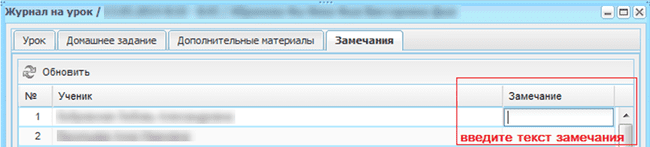 Журнал на урок /
Урок Домашнее задание Дополнительные материалы Замечания
Обновить
№ Ученик Замечание
1
2
введите текст замечания